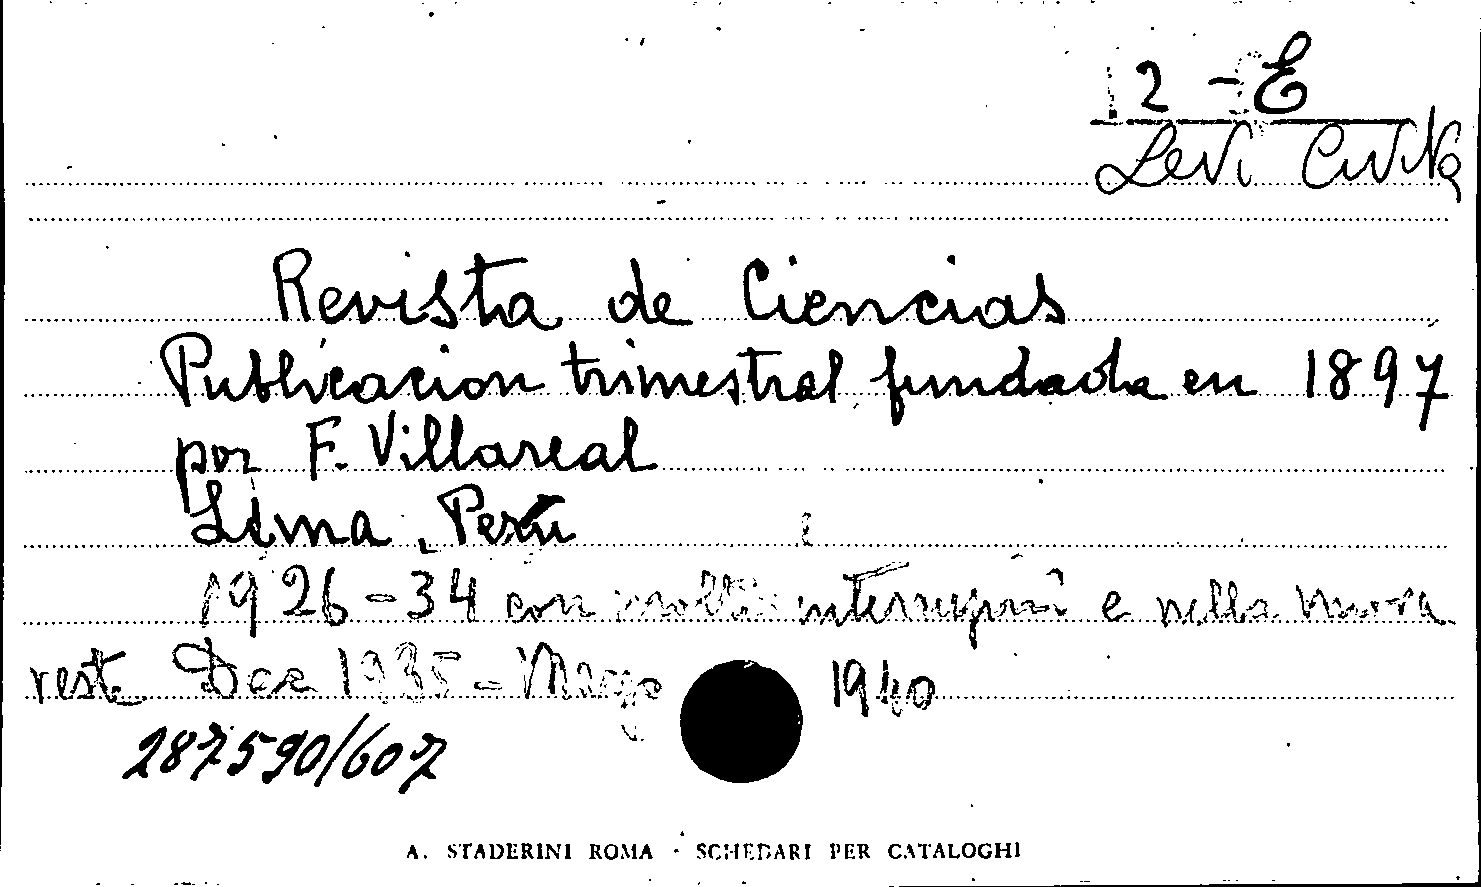 2 - E
Levi Civita
Revista de Ciencias
Publicacion trimestral fundada en 1897
por F. Villareal
Lima, Perù
1926-34 con molte interruzioni e nella nuova
veste Dec 1935 - Marzo 1940
287590/607
A. STADERINI ROMA · SCHEDARI PER CATALOGHI